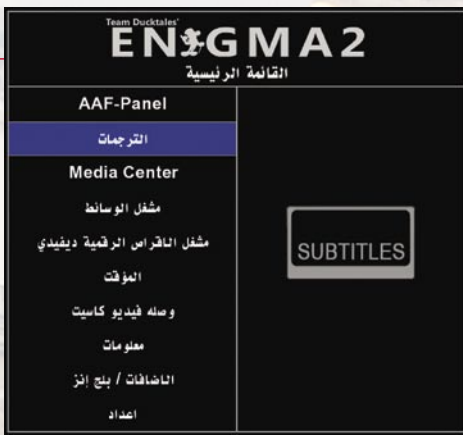 Team Ducktales'
ENIGMA2
القائمة الرئيسية
AAF-Panel
الترجمات
Media Center
مشغل الوسائط
مشغل الاقراص الرقمية ديفيدي
المؤقت
وصله فيديو كاسيت
معلومات
الاضافات / بلج إنز
اعداد
SUBTITLES